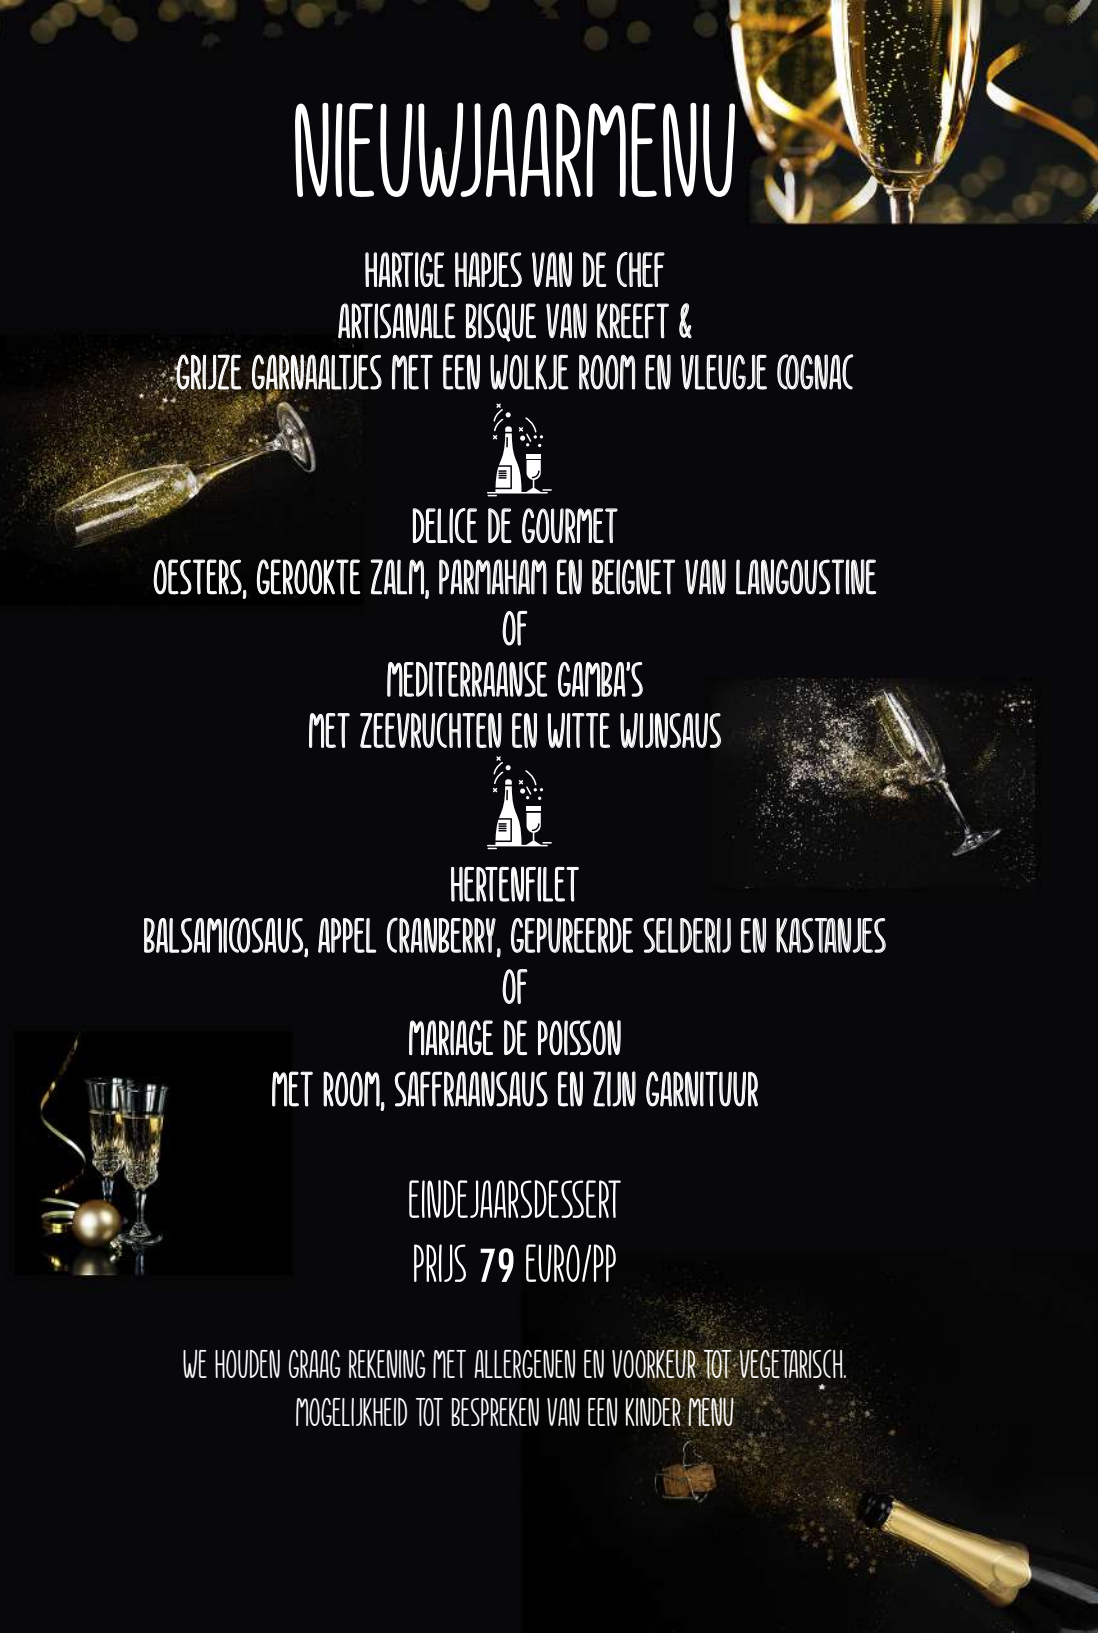 NIEUWJAARMENU
HARTIGE HAPJES VAN DE CHEF
ARTISANALE BISQUE VAN KREEFT &
GRIJZE GARNAALTJES MET EEN WOLKJE ROOM EN VLEUGJE COGNAC
DELICE DE GOURMET
OESTERS, GEROOKTE ZALM, PARMAHAM EN BEIGNET VAN LANGOUSTINE
OF
MEDITERRAANSE GAMBA'S
MET ZEEVRUCHTEN EN WITTE WIJNSAUS
HERTENFILET
BALSAMICOSAUS, APPEL CRANBERRY, GEPUREERDE SELDERIJ EN KASTANJES
OF
MARIAGE DE POISSON
MET ROOM, SAFFRAANSAUS EN ZIJN GARNITUUR
EINDEJAARSDESSERT
PRIJS 79 EURO/PP
WE HOUDEN GRAAG REKENING MET ALLERGENEN EN VOORKEUR TOT VEGETARISCH.
MOGELIJKHEID TOT BESPREKEN VAN EEN KINDER MENU